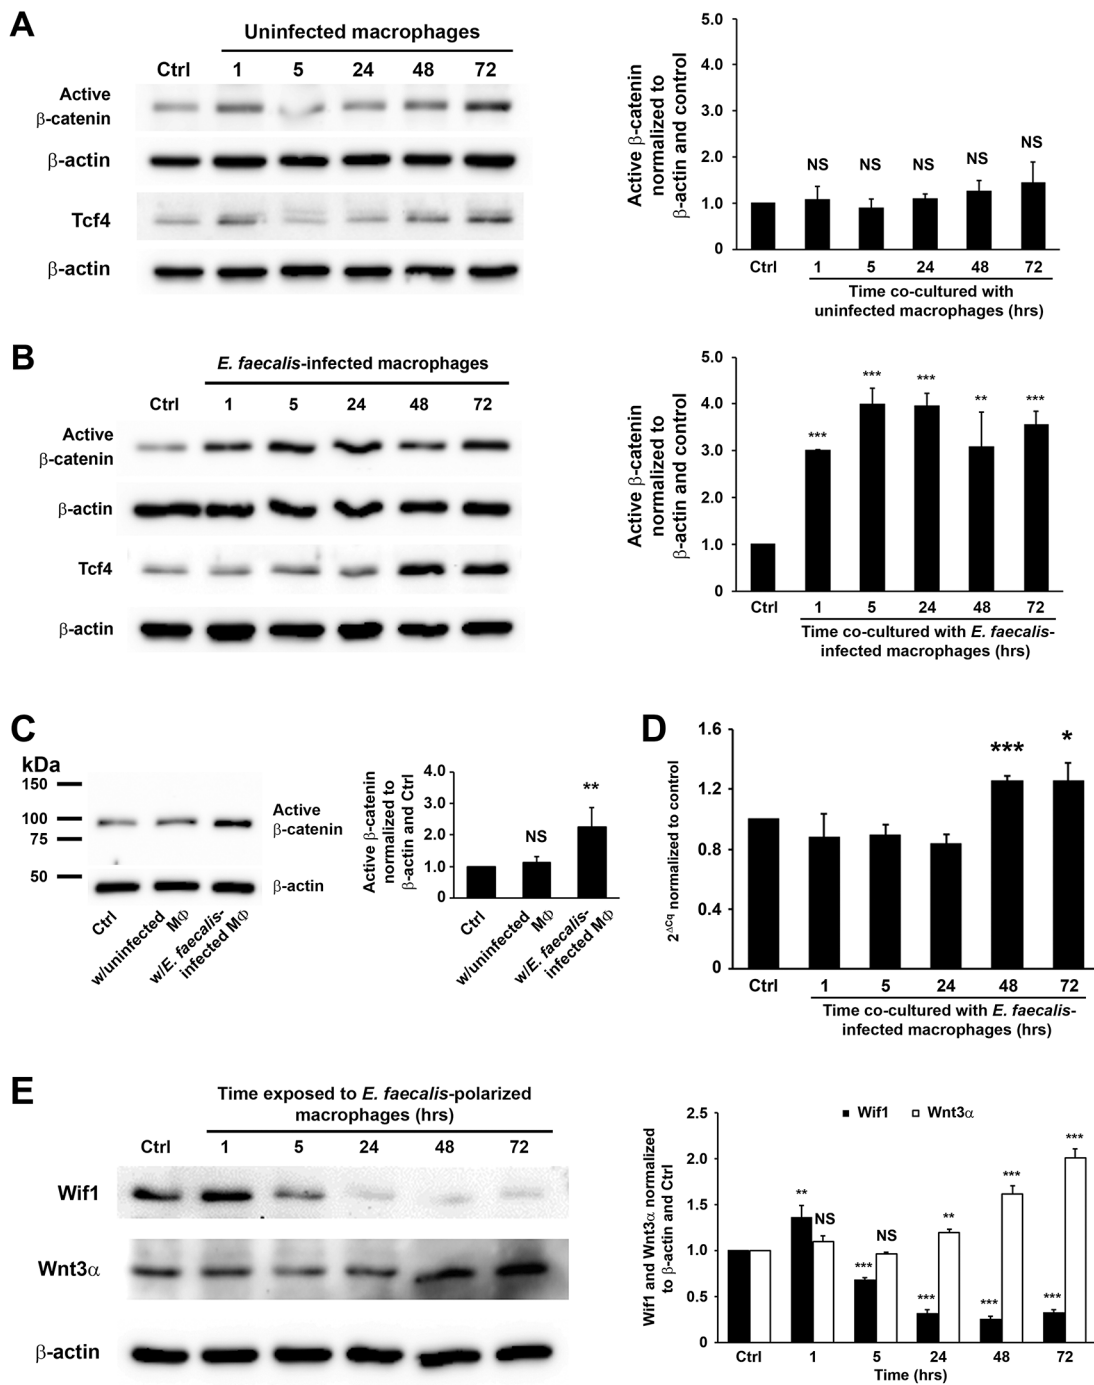 A
Uninfected macrophages
Ctrl 1 5 24 48 72
Active
β-catenin
β-actin
Tcf4
β-actin
Active β-catenin
normalized to
β-actin and control
5.0
4.0
3.0
2.0
1.0
0
NS NS NS NS NS
Ctrl 1 5 24 48 72
Time co-cultured with
uninfected macrophages (hrs)
B
E. faecalis-infected macrophages
Ctrl 1 5 24 48 72
Active
β-catenin
β-actin
Tcf4
β-actin
Active β-catenin
normalized to
β-actin and control
5.0
4.0
3.0
2.0
1.0
0
*** *** *** ** ***
Ctrl 1 5 24 48 72
Time co-cultured with E. faecalis-
infected macrophages (hrs)
C
kDa
150
100
75
50
Active
β-catenin
β-actin
Ctrl
w/uninfected
MΦ
w/E. faecalis-
infected MΦ
Active β-catenin
normalized to
β-actin and Ctrl
4.0
3.0
2.0
1.0
0
NS
**
Ctrl
w/uninfected
MΦ
w/E. faecalis-
infected MΦ
D
2ΔCq normalized to control
1.6
1.2
0.8
0.4
0
*** *
Ctrl 1 5 24 48 72
Time co-cultured with E. faecalis-
infected macrophages (hrs)
E
Time exposed to E. faecalis-polarized
macrophages (hrs)
Ctrl 1 5 24 48 72
Wif1
Wnt3α
β-actin
Wif1 and Wnt3α normalized
to β-actin and Ctrl
Wif1 Wnt3α
2.5
2.0
1.5
1.0
0.5
0
** NS *** NS *** ** *** *** *** ***
Ctrl 1 5 24 48 72
Time (hrs)